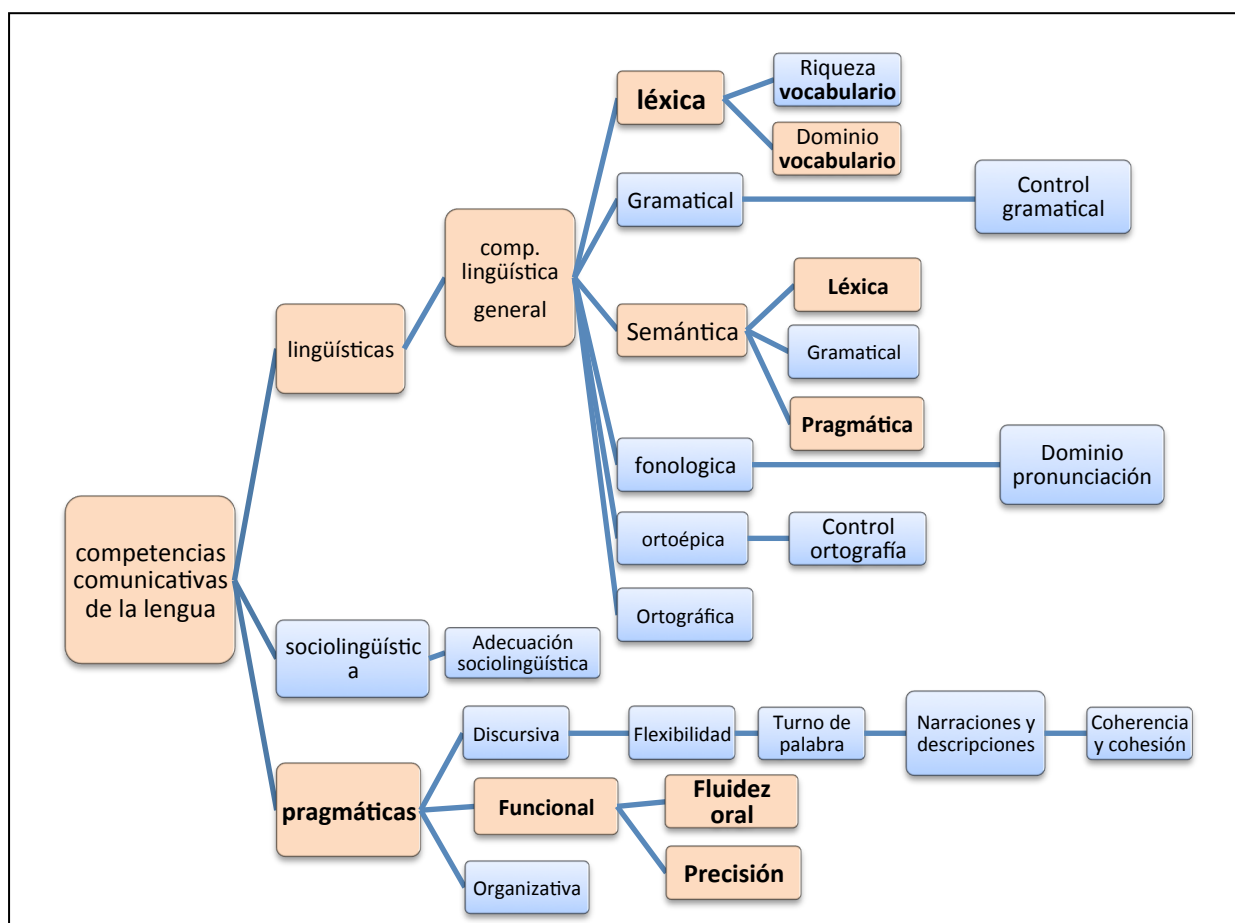 léxica
Riqueza
vocabulario
Dominio
vocabulario
Gramatical
Control
gramatical
comp.
lingüística
general
Semántica
Léxica
Gramatical
Pragmática
lingüísticas
fonologica
Dominio
pronunciación
ortoépica
Control
ortografía
Ortográfica
competencias
comunicativas
de la lengua
sociolingüístic
a
Adecuación
sociolingüística
pragmáticas
Discursiva
Flexibilidad
Turno de
palabra
Narraciones y
descripciones
Coherencia
y cohesión
Funcional
Fluidez
oral
Precisión
Organizativa